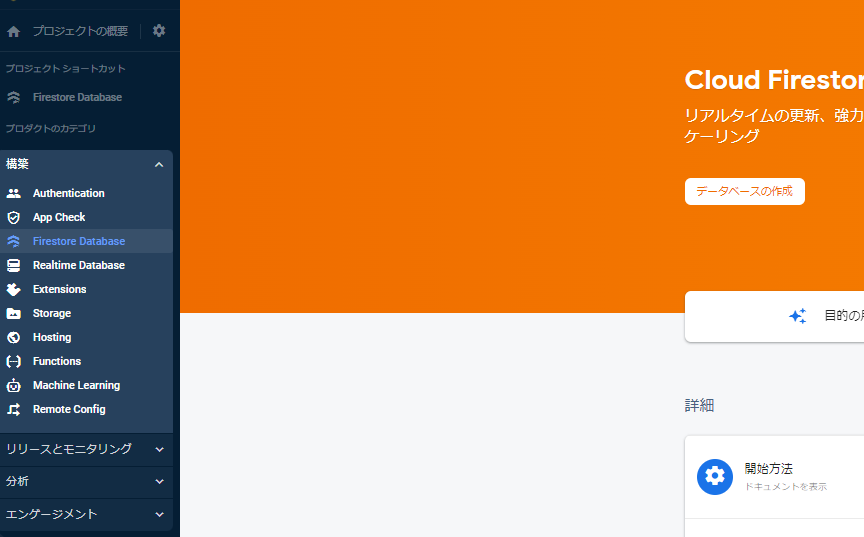 プロジェクトの概要
プロジェクト ショートカット
Firestore Database
プロダクトのカテゴリ
構築
Authentication
App Check
Firestore Database
Realtime Database
Extensions
Storage
Hosting
Functions
Machine Learning
Remote Config
リリースとモニタリング
分析
エンゲージメント
Cloud Firestor
リアルタイムの更新、強力
ケーリング
データベースの作成
目的の
詳細
開始方法
ドキュメントを表示